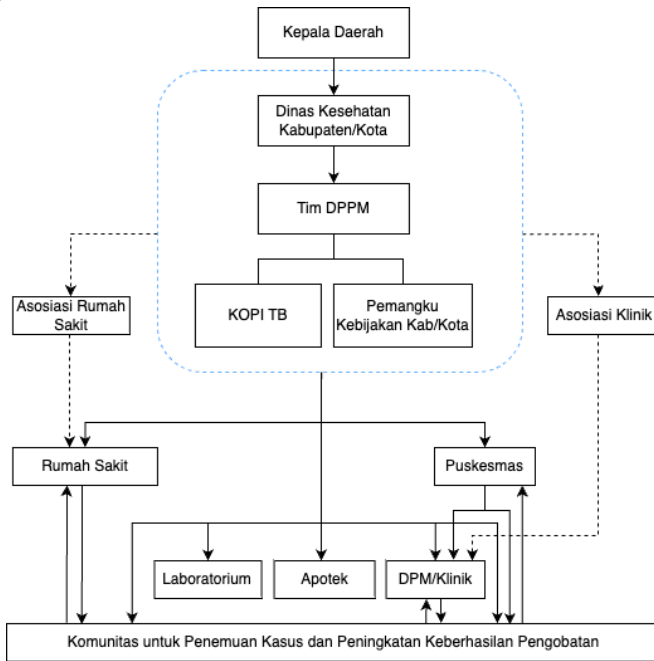 Kepala Daerah
Dinas Kesehatan
Kabupaten/Kota
Tim DPPM
KOPI TB
Pemangku
Kebijakan Kab/Kota
Asosiasi Rumah
Sakit
Asosiasi Klinik
Rumah Sakit
Puskesmas
Laboratorium
Apotek
DPM/Klinik
Komunitas untuk Penemuan Kasus dan Peningkatan Keberhasilan Pengobatan